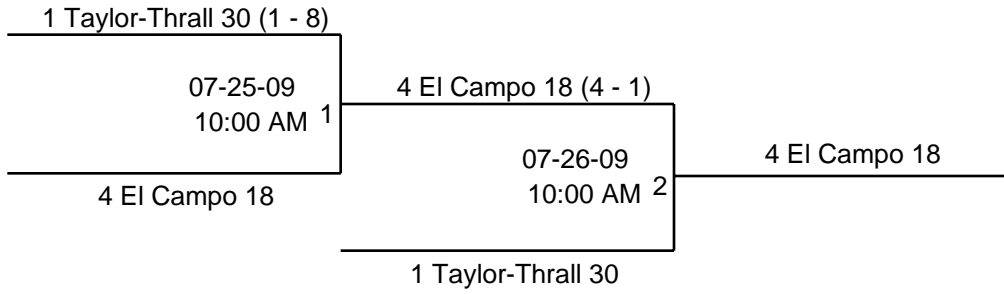 1 Taylor-Thrall 30 (1 - 8)
07-25-09
10:00 AM 1
4 El Campo 18
4 El Campo 18 (4 - 1)
07-26-09
10:00 AM 2
1 Taylor-Thrall 30
4 El Campo 18